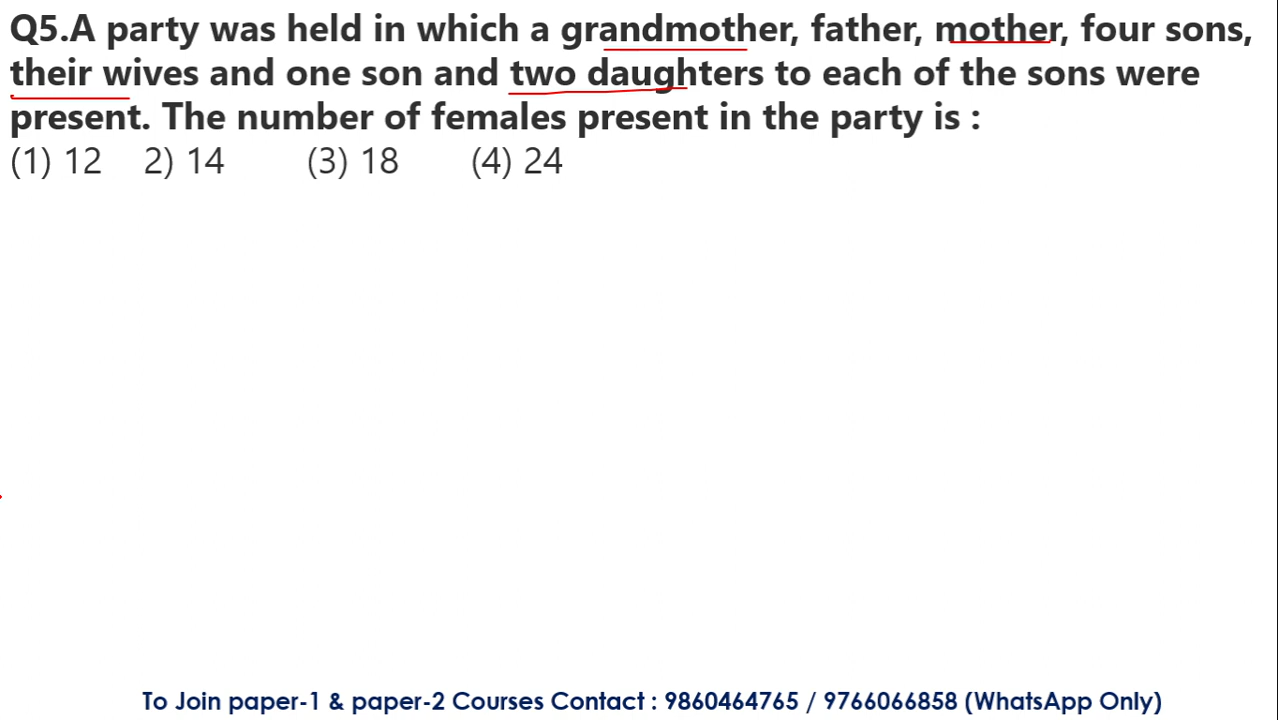 Q5.A party was held in which a grandmother, father, mother, four sons,
their wives and one son and two daughters to each of the sons were
present. The number of females present in the party is :
(1) 12 2) 14 (3) 18 (4) 24
To Join paper-1 & paper-2 Courses Contact : 9860464765 / 9766066858 (WhatsApp Only)